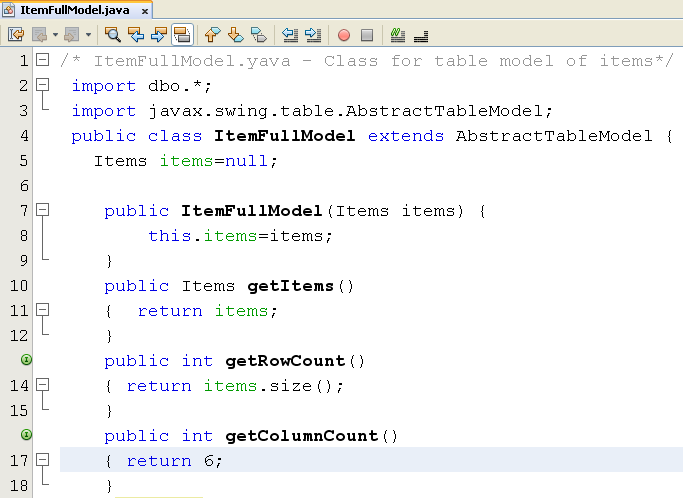 ItemFullModel.java x
1 /* ItemFullModel.yava - Class for table model of items*/
2 import dbo.*;
3 import javax.swing.table.AbstractTableModel;
4 public class ItemFullModel extends AbstractTableModel {
5 Items items=null;
6
7 public ItemFullModel(Items items) {
8 this.items=items;
9 }
10 public Items getItems()
11 { return items;
12 }
public int getRowCount()
14 { return items.size();
15 }
public int getColumnCount()
17 { return 6;
18 }